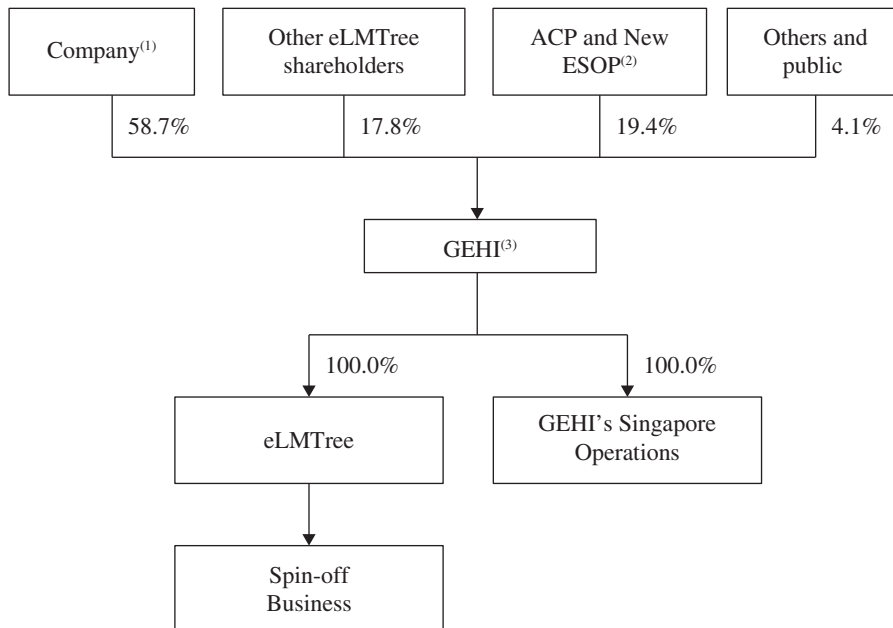 Company(1)
Other eLMTree
shareholders
ACP and New
ESOP(2)
Others and
public
58.7%
17.8%
19.4%
4.1%
GEHI(3)
100.0%
100.0%
eLMTree
GEHI’s Singapore
Operations
Spin-off
Business